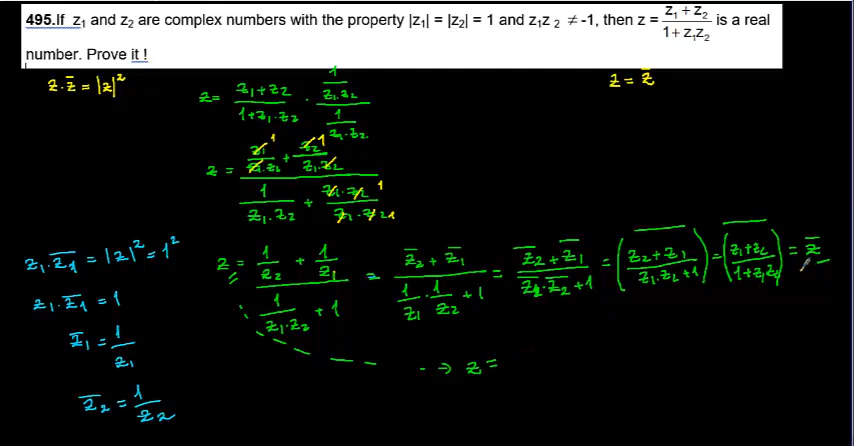 495.If z₁ and z₂ are complex numbers with the property |z₁| = |z₂| = 1 and z₁z ₂ ≠ -1, then z = (z₁ + z₂)/(1 + z₁z₂) is a real
number. Prove it !
z · z̄ = |z|²
z = z̄
z = (z₁+z₂)/(1+z₁·z₂) · (1/(z₁·z₂))/(1/(z₁·z₂))
z = (z₁/(z₁·z₂) + z₂/(z₁·z₂))/(1/(z₁·z₂) + (z₁·z₂)/(z₁·z₂))
z₁·z̄₁ = |z|² = 1²
z = (1/z₂ + 1/z₁)/(1/(z₁·z₂) + 1) = (z̄₂ + z̄₁)/(1/z₁ · 1/z₂ + 1) = (z̄₂ + z̄₁)/(z̄₁·z̄₂ + 1) = \overline{((z₂+z₁)/(z₁·z₂+1))} = \overline{((z₁+z₂)/(1+z₁z₂))} = z̄
z₁·z̄₁ = 1
z̄₁ = 1/z₁
→ z =
z̄₂ = 1/z₂